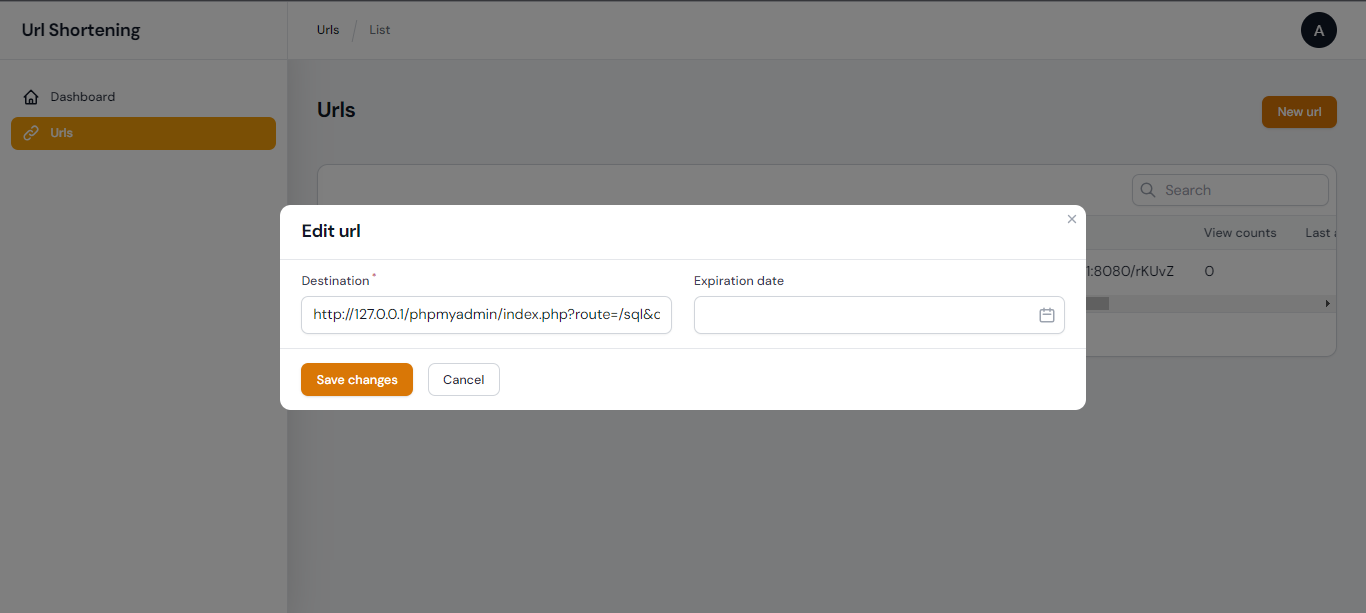 Url Shortening
Urls
List
A
Dashboard
Urls
Urls
New url
Search
View counts
Last
1:8080/rKUvZ
0
Edit url
Destination *
Expiration date
http://127.0.0.1/phpmyadmin/index.php?route=/sql&c
Save changes
Cancel